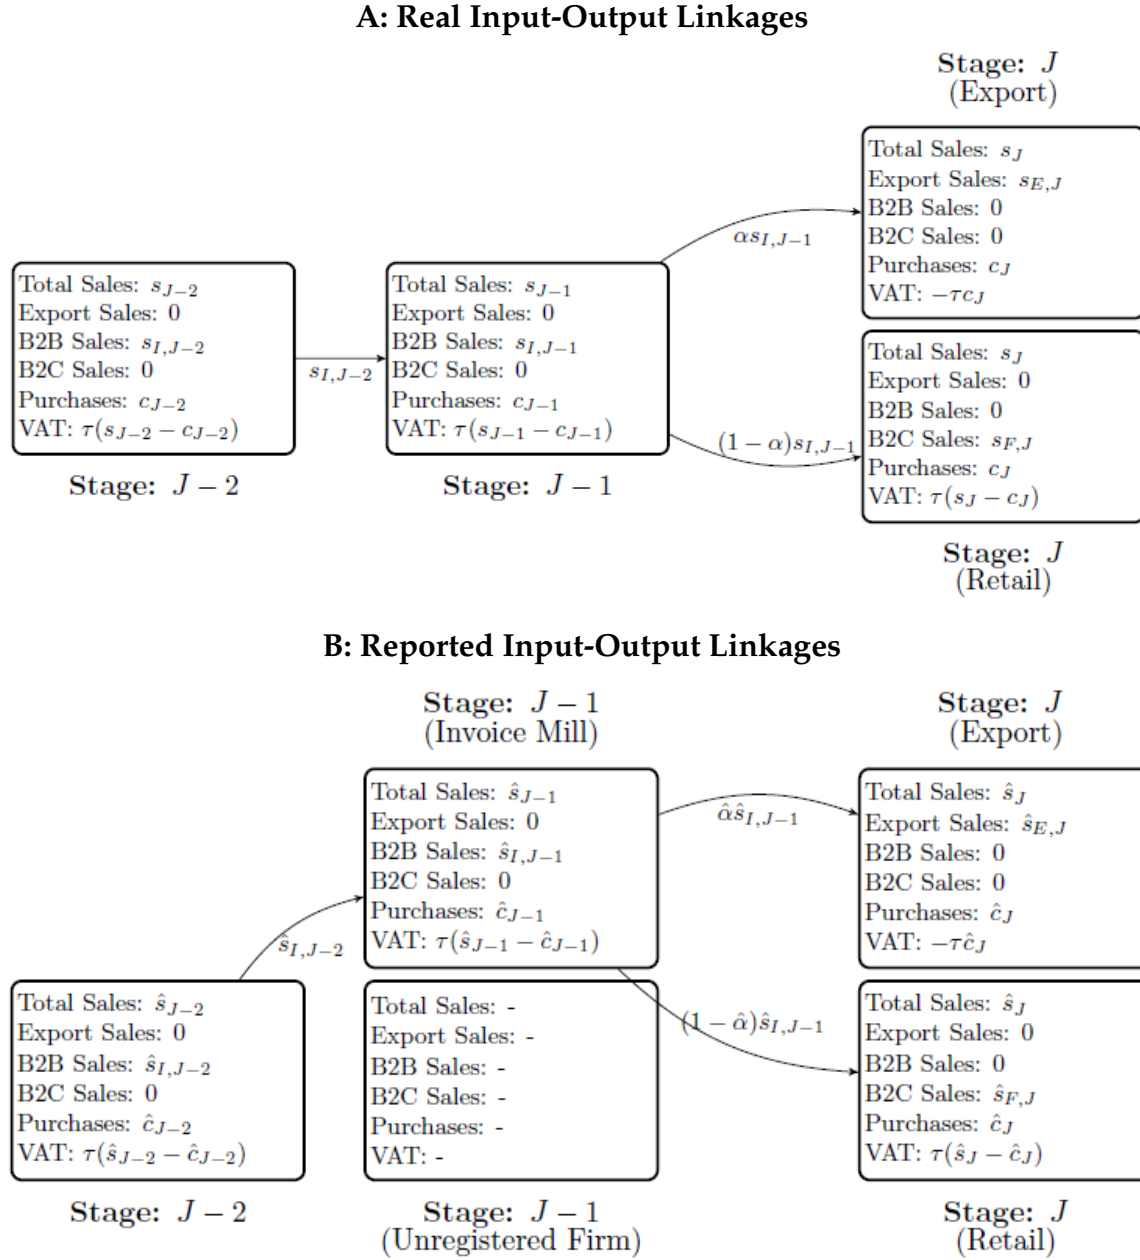 A: Real Input-Output Linkages
Stage: J
(Export)
Total Sales: s_J
Export Sales: s_{E,J}
B2B Sales: 0
B2C Sales: 0
Purchases: c_J
VAT: −τc_J
αs_{I,J−1}
Total Sales: s_{J−2}
Export Sales: 0
B2B Sales: s_{I,J−2}
B2C Sales: 0
Purchases: c_{J−2}
VAT: τ(s_{J−2} − c_{J−2})
Stage: J − 2
s_{I,J−2}
Total Sales: s_{J−1}
Export Sales: 0
B2B Sales: s_{I,J−1}
B2C Sales: 0
Purchases: c_{J−1}
VAT: τ(s_{J−1} − c_{J−1})
Stage: J − 1
(1 − α)s_{I,J−1}
Total Sales: s_J
Export Sales: 0
B2B Sales: 0
B2C Sales: s_{F,J}
Purchases: c_J
VAT: τ(s_J − c_J)
Stage: J
(Retail)
B: Reported Input-Output Linkages
Stage: J − 1
(Invoice Mill)
Total Sales: ŝ_{J−1}
Export Sales: 0
B2B Sales: ŝ_{I,J−1}
B2C Sales: 0
Purchases: ĉ_{J−1}
VAT: τ(ŝ_{J−1} − ĉ_{J−1})
α̂ŝ_{I,J−1}
Stage: J
(Export)
Total Sales: ŝ_J
Export Sales: ŝ_{E,J}
B2B Sales: 0
B2C Sales: 0
Purchases: ĉ_J
VAT: −τĉ_J
ŝ_{I,J−2}
Total Sales: ŝ_{J−2}
Export Sales: 0
B2B Sales: ŝ_{I,J−2}
B2C Sales: 0
Purchases: ĉ_{J−2}
VAT: τ(ŝ_{J−2} − ĉ_{J−2})
Stage: J − 2
Total Sales: -
Export Sales: -
B2B Sales: -
B2C Sales: -
Purchases: -
VAT: -
Stage: J − 1
(Unregistered Firm)
(1 − α̂)ŝ_{I,J−1}
Total Sales: ŝ_J
Export Sales: 0
B2B Sales: 0
B2C Sales: ŝ_{F,J}
Purchases: ĉ_J
VAT: τ(ŝ_J − ĉ_J)
Stage: J
(Retail)